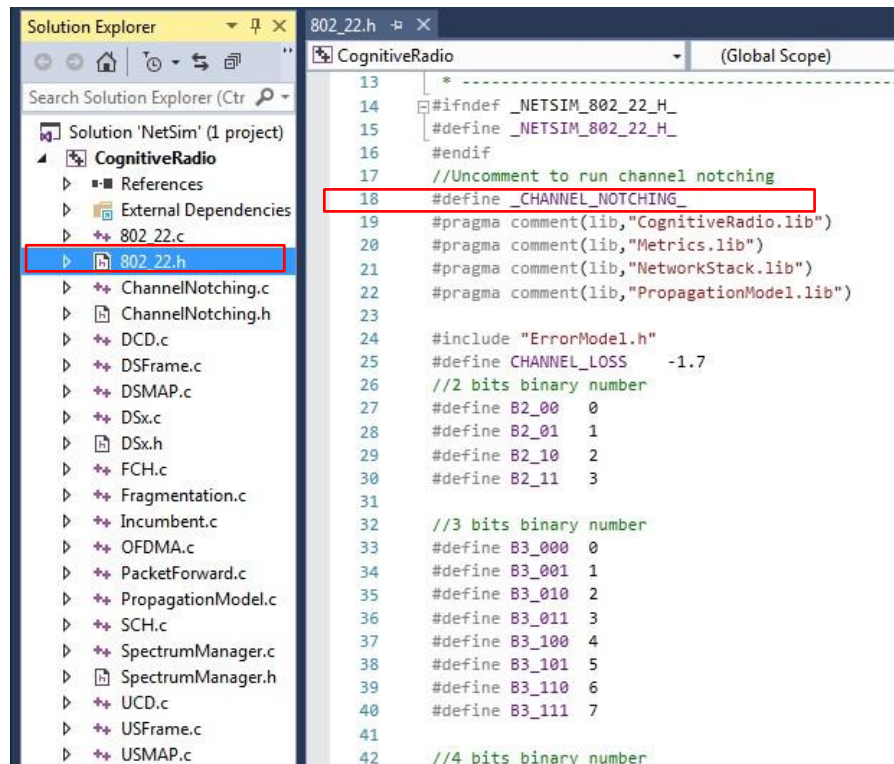 Solution Explorer
Search Solution Explorer (Ctr
Solution 'NetSim' (1 project)
CognitiveRadio
References
External Dependencies
802_22.c
802_22.h
ChannelNotching.c
ChannelNotching.h
DCD.c
DSFrame.c
DSMAP.c
DSx.c
DSx.h
FCH.c
Fragmentation.c
Incumbent.c
OFDMA.c
PacketForward.c
PropagationModel.c
SCH.c
SpectrumManager.c
SpectrumManager.h
UCD.c
USFrame.c
USMAP.c
802_22.h
CognitiveRadio (Global Scope)
13 * ------------------------------------------------
14 #ifndef _NETSIM_802_22_H_
15 #define _NETSIM_802_22_H_
16 #endif
17 //Uncomment to run channel notching
18 #define _CHANNEL_NOTCHING_
19 #pragma comment(lib,"CognitiveRadio.lib")
20 #pragma comment(lib,"Metrics.lib")
21 #pragma comment(lib,"NetworkStack.lib")
22 #pragma comment(lib,"PropagationModel.lib")
23
24 #include "ErrorModel.h"
25 #define CHANNEL_LOSS -1.7
26 //2 bits binary number
27 #define B2_00 0
28 #define B2_01 1
29 #define B2_10 2
30 #define B2_11 3
31
32 //3 bits binary number
33 #define B3_000 0
34 #define B3_001 1
35 #define B3_010 2
36 #define B3_011 3
37 #define B3_100 4
38 #define B3_101 5
39 #define B3_110 6
40 #define B3_111 7
41
42 //4 bits binary number